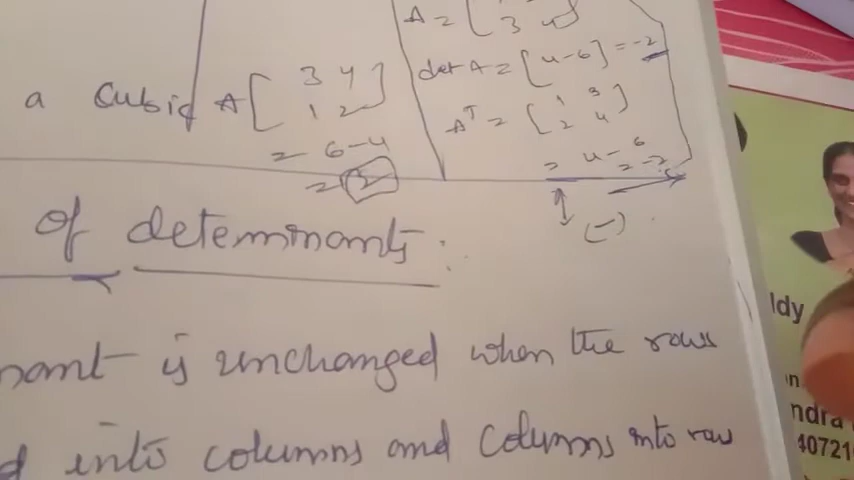 A = [
3 4 ]
det A = [4-6] = -2
A^T = [ 1 3
2 4 ]
= 4 - 6
= -2
(-)
a cubic A [ 3 4
1 2 ]
= 6-4
= 2
of determinants:
nant is unchanged when the rows
d into columns and columns into row
ldy
n
ndra
40721